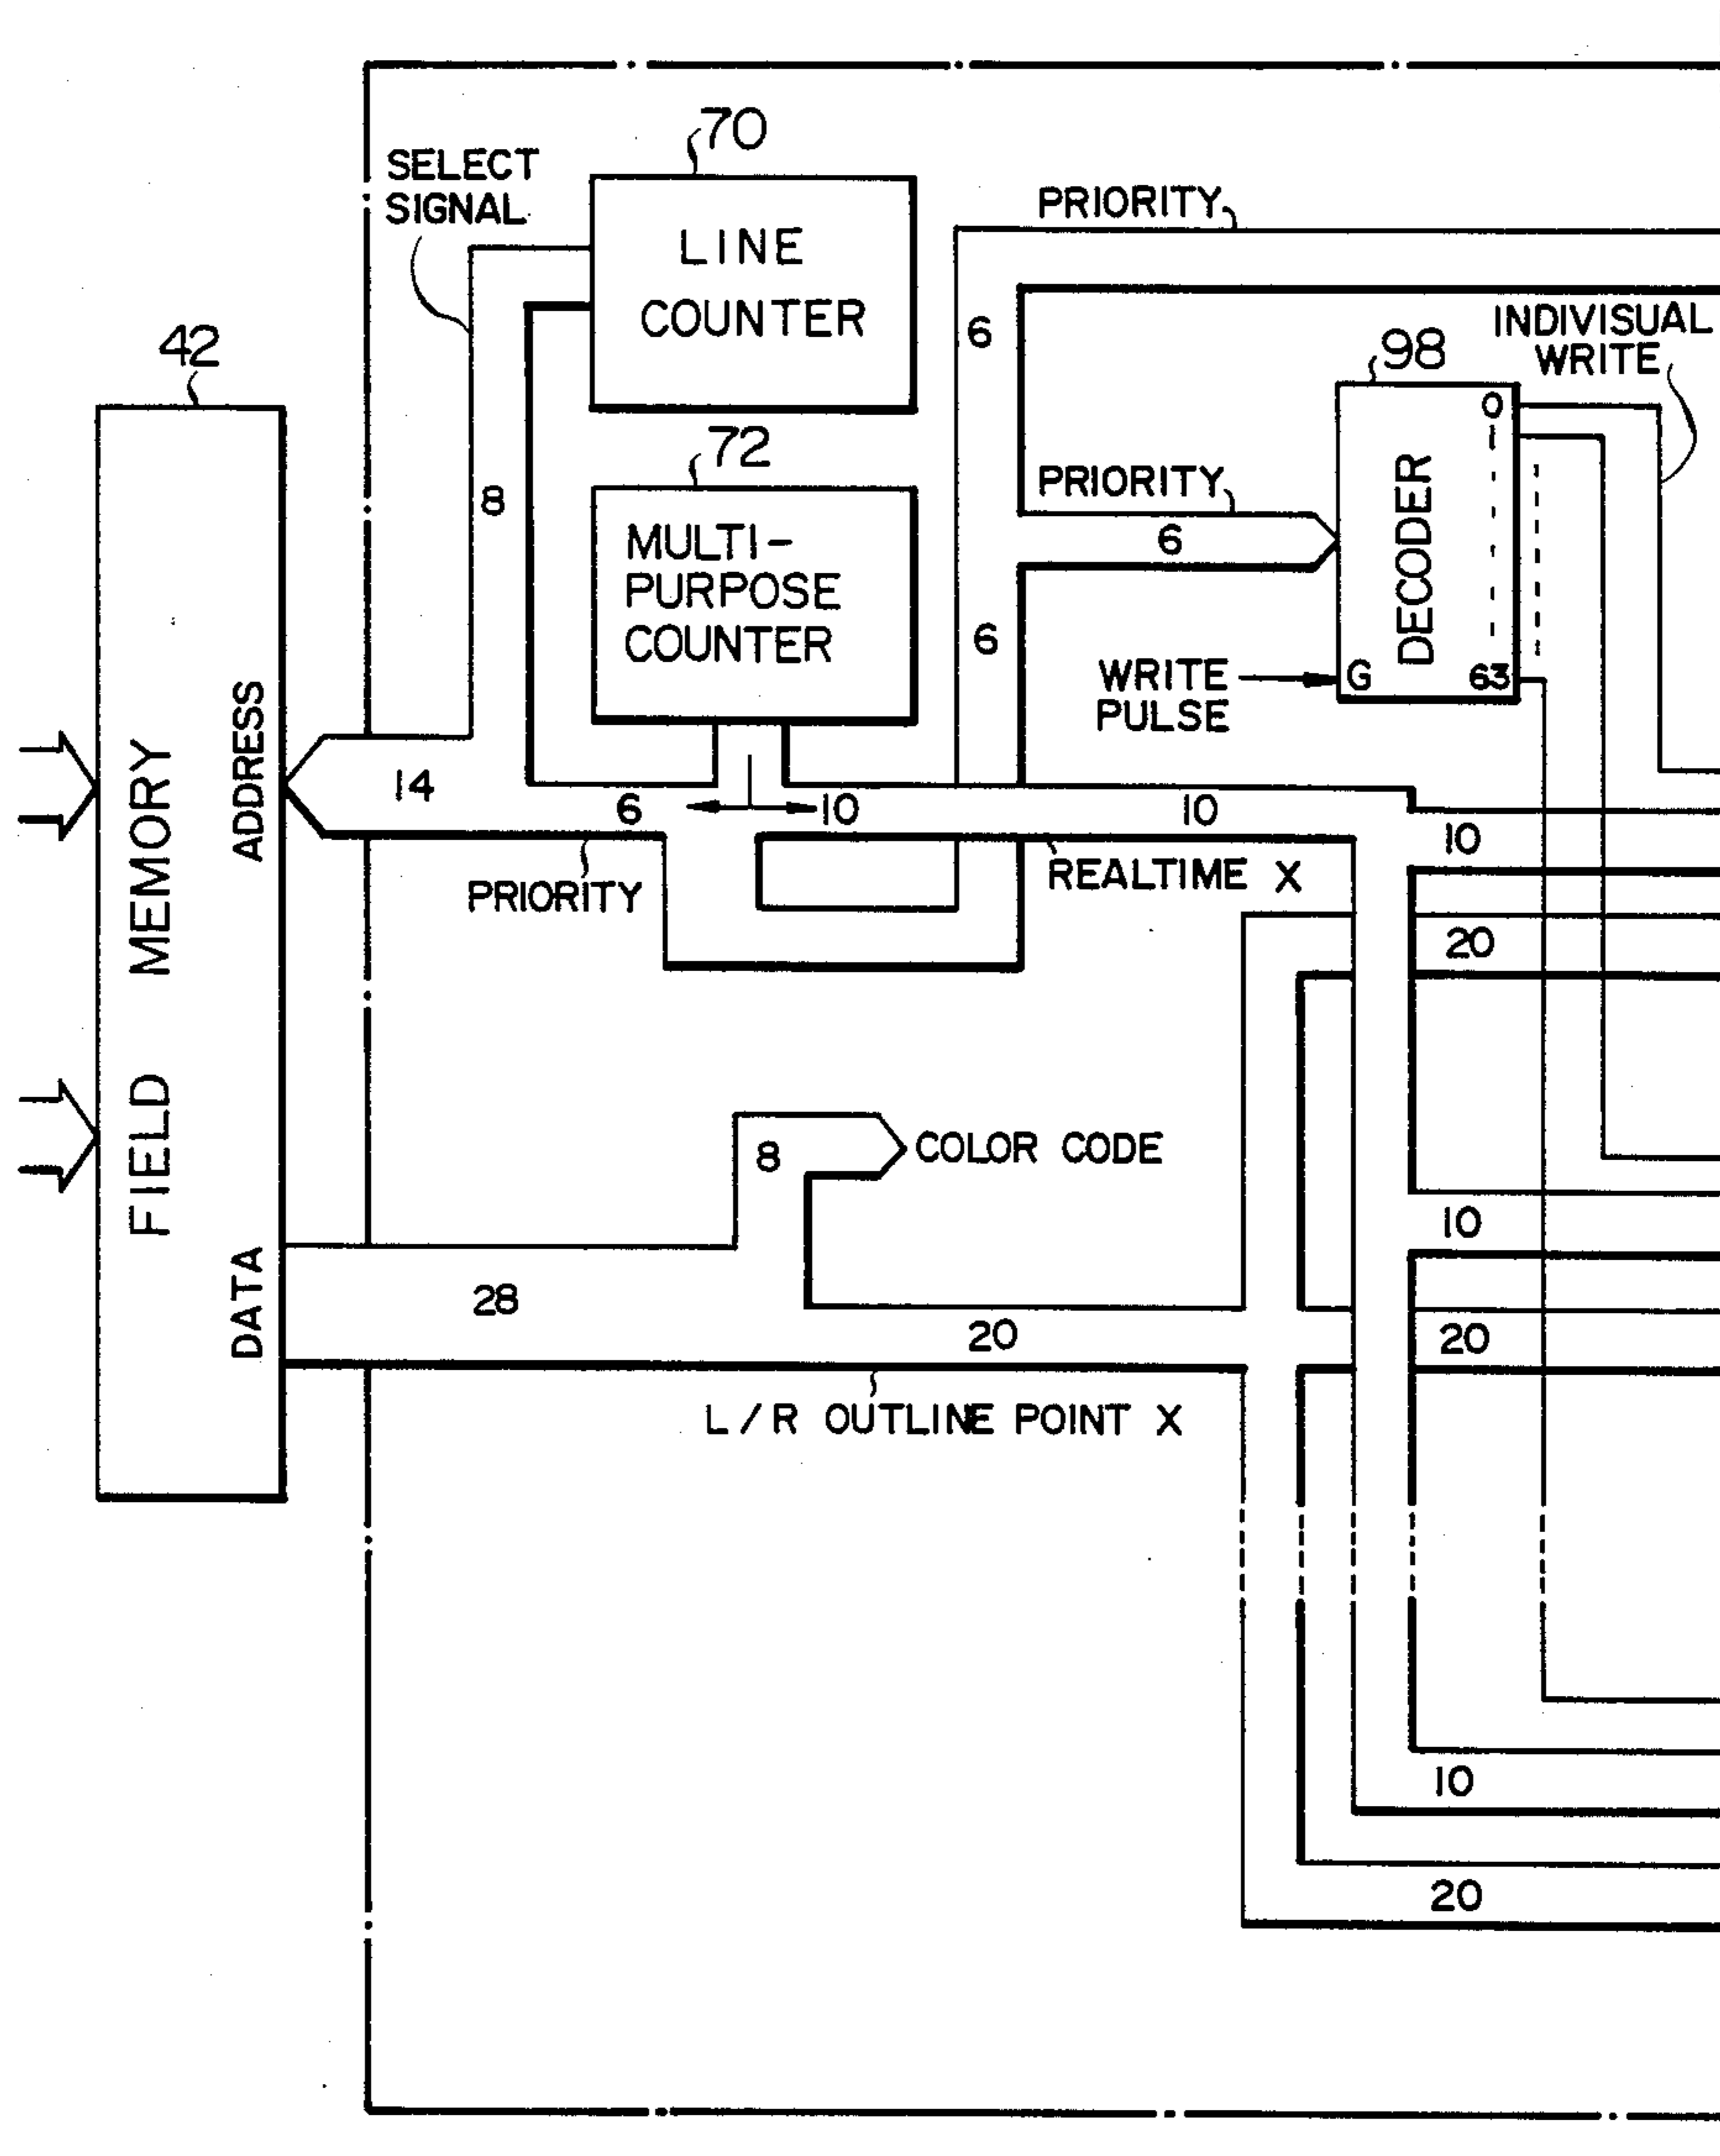 70
SELECT
SIGNAL
LINE
COUNTER
PRIORITY
6
INDIVISUAL
WRITE
42
98
0
72
8
MULTI-
PURPOSE
COUNTER
PRIORITY
6
DECODER
6
WRITE
PULSE
G
63
FIELD MEMORY
ADDRESS
14
6
10
10
10
PRIORITY
REALTIME X
20
8
COLOR CODE
10
DATA
28
20
20
L/R OUTLINE POINT X
10
20